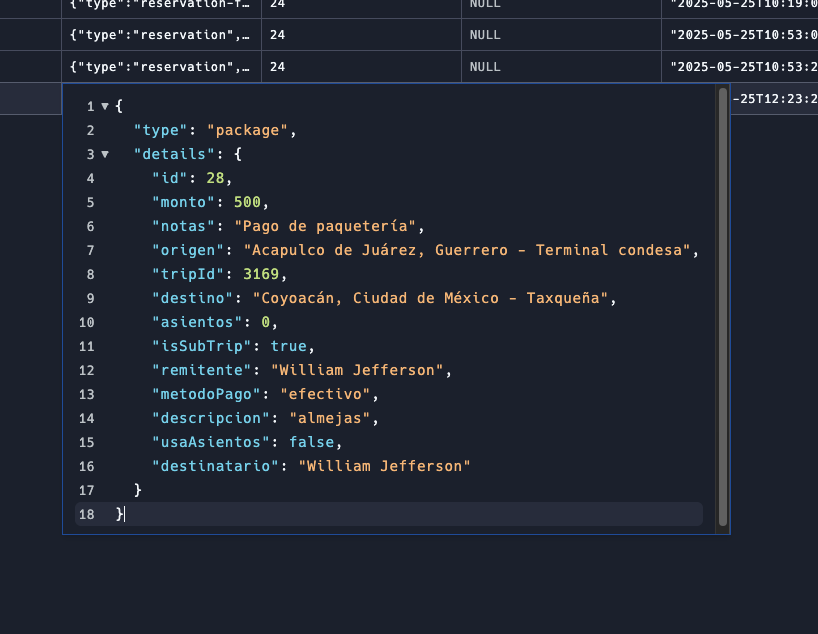 {"type":"reservation-f… 24 NULL "2025-05-25T10:19:0
{"type":"reservation",… 24 NULL "2025-05-25T10:53:0
{"type":"reservation",… 24 NULL "2025-05-25T10:53:2
-25T12:23:2
1 ▼ {
2 "type": "package",
3 ▼ "details": {
4 "id": 28,
5 "monto": 500,
6 "notas": "Pago de paquetería",
7 "origen": "Acapulco de Juárez, Guerrero - Terminal condesa",
8 "tripId": 3169,
9 "destino": "Coyoacán, Ciudad de México - Taxqueña",
10 "asientos": 0,
11 "isSubTrip": true,
12 "remitente": "William Jefferson",
13 "metodoPago": "efectivo",
14 "descripcion": "almejas",
15 "usaAsientos": false,
16 "destinatario": "William Jefferson"
17 }
18 }